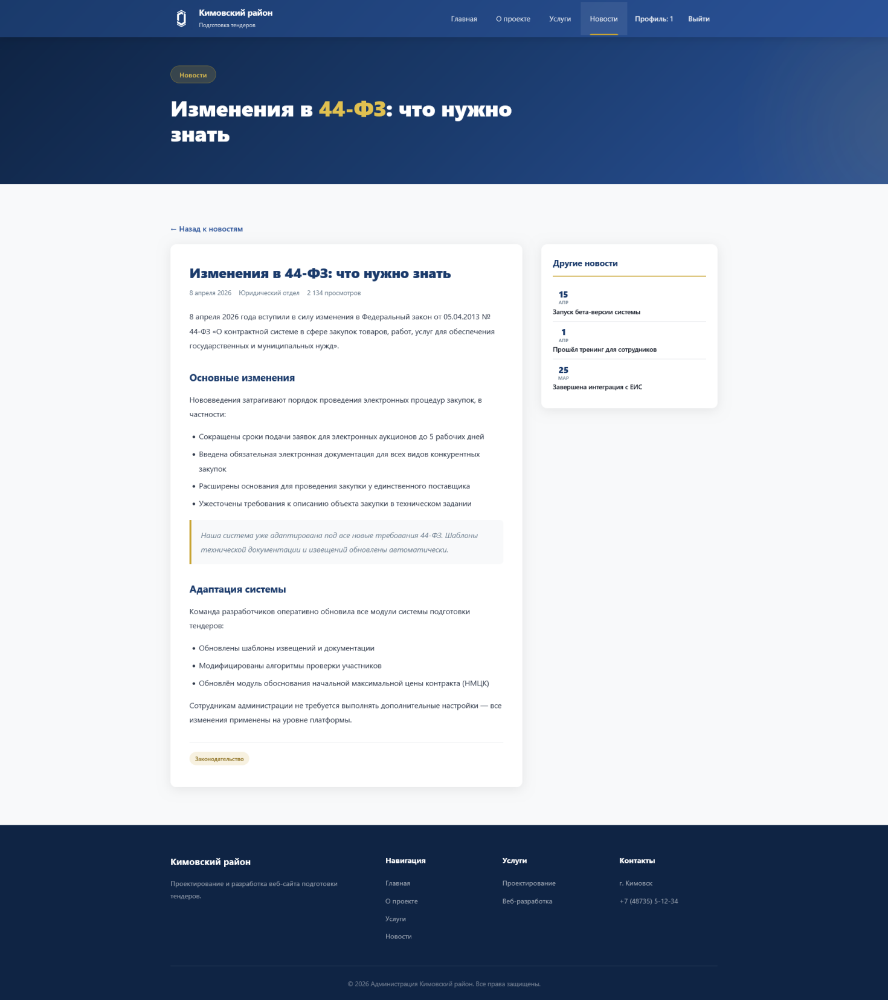 Кимовский район
Подготовка тендеров
Главная
О проекте
Услуги
Новости
Профиль: 1
Выйти
Новости
Изменения в 44-ФЗ: что нужно
знать
← Назад к новостям
Изменения в 44-ФЗ: что нужно знать
8 апреля 2026 Юридический отдел 2 134 просмотров
8 апреля 2026 года вступили в силу изменения в Федеральный закон от 05.04.2013 №
44-ФЗ «О контрактной системе в сфере закупок товаров, работ, услуг для обеспечения
государственных и муниципальных нужд».
Основные изменения
Нововведения затрагивают порядок проведения электронных процедур закупок, в
частности:
• Сокращены сроки подачи заявок для электронных аукционов до 5 рабочих дней
• Введена обязательная электронная документация для всех видов конкурентных
закупок
• Расширены основания для проведения закупки у единственного поставщика
• Ужесточены требования к описанию объекта закупки в техническом задании
Наша система уже адаптирована под все новые требования 44-ФЗ. Шаблоны
технической документации и извещений обновлены автоматически.
Адаптация системы
Команда разработчиков оперативно обновила все модули системы подготовки
тендеров:
• Обновлены шаблоны извещений и документации
• Модифицированы алгоритмы проверки участников
• Обновлён модуль обоснования начальной максимальной цены контракта (НМЦК)
Сотрудникам администрации не требуется выполнять дополнительные настройки — все
изменения применены на уровне платформы.
Законодательство
Другие новости
15
АПР
Запуск бета-версии системы
1
АПР
Прошёл тренинг для сотрудников
25
МАР
Завершена интеграция с ЕИС
Кимовский район
Проектирование и разработка веб-сайта подготовки
тендеров.
Навигация
Главная
О проекте
Услуги
Новости
Услуги
Проектирование
Веб-разработка
Контакты
г. Кимовск
+7 (48735) 5-12-34
© 2026 Администрация Кимовский район. Все права защищены.